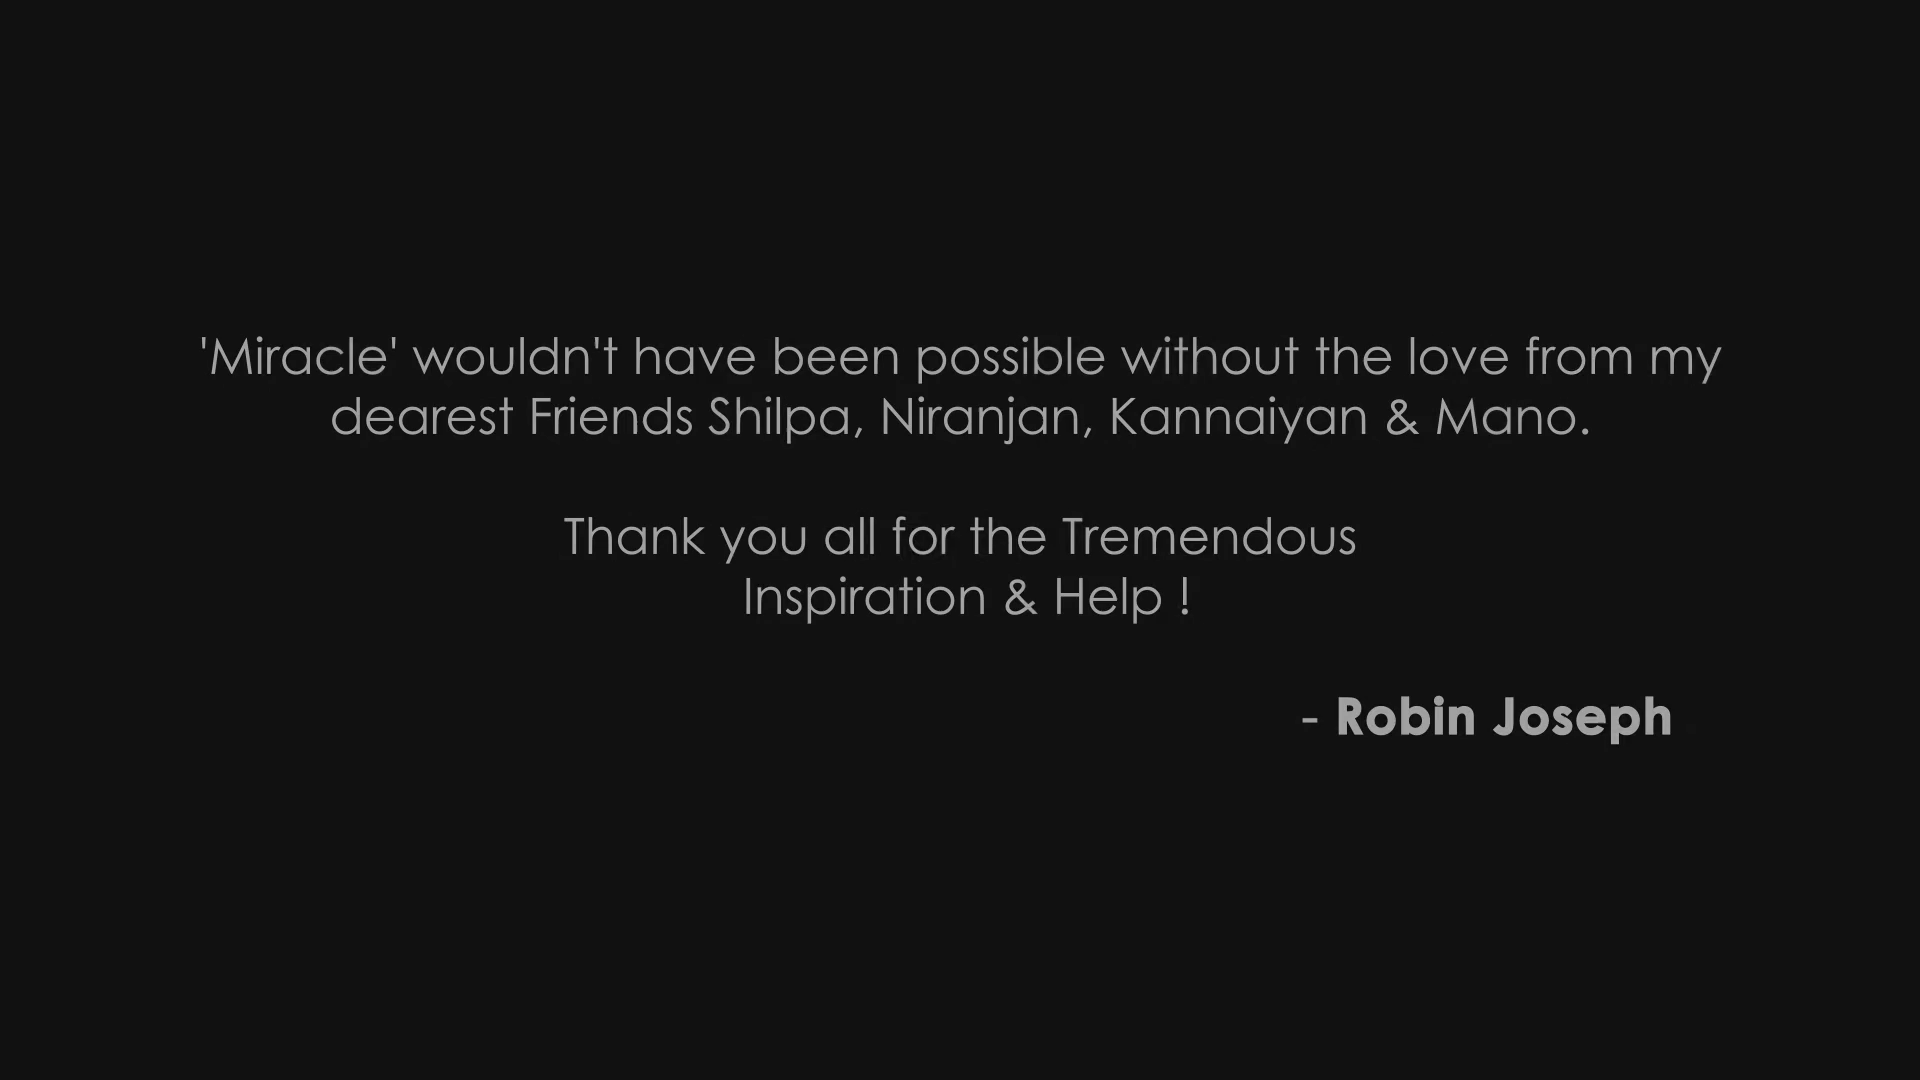 'Miracle' wouldn't have been possible without the love from my
dearest Friends Shilpa, Niranjan, Kannaiyan & Mano.
Thank you all for the Tremendous
Inspiration & Help !
- Robin Joseph